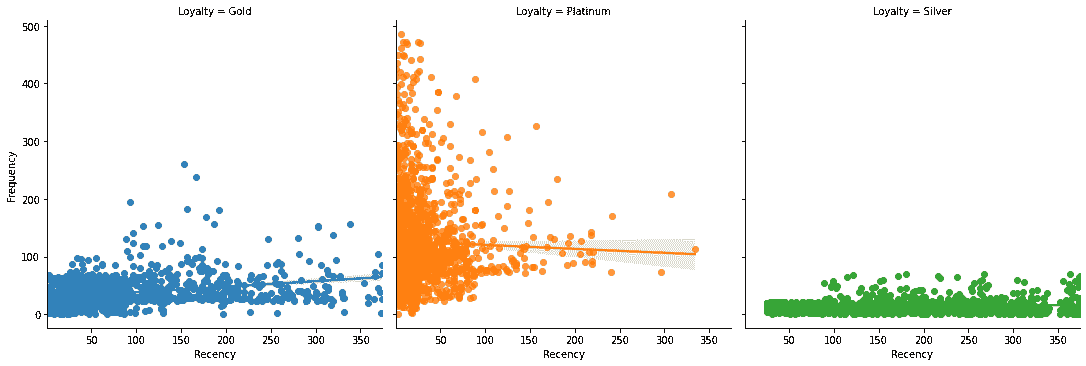 Loyalty = Gold
Loyalty = Platinum
Loyalty = Silver
500
400
300
200
100
0
Frequency
50 100 150 200 250 300 350
50 100 150 200 250 300 350
50 100 150 200 250 300 350
Recency
Recency
Recency